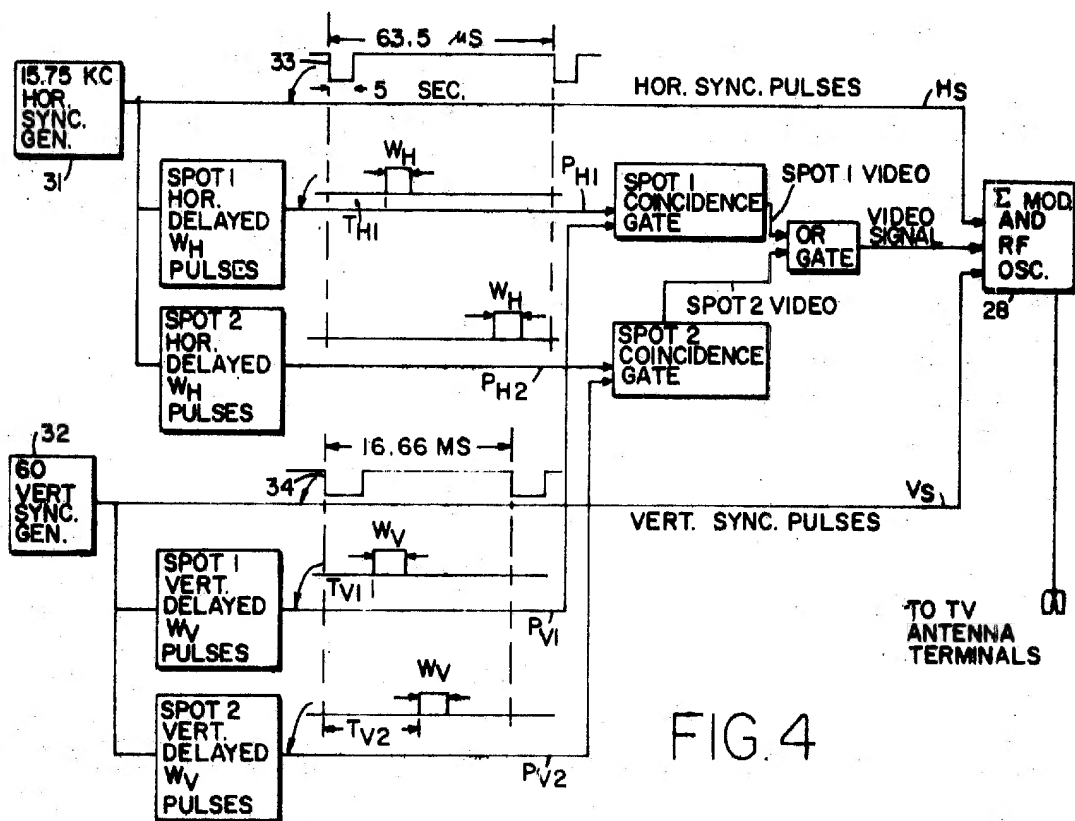 63.5 µS
33
5 SEC.
15.75 KC
HOR.
SYNC.
GEN.
31
HOR. SYNC. PULSES
HS
SPOT 1
HOR.
DELAYED
WH
PULSES
WH
TH1
PH1
SPOT 1
COINCIDENCE
GATE
SPOT 1 VIDEO
OR
GATE
VIDEO
SIGNAL
Σ MOD.
AND
RF
OSC.
28
SPOT 2 VIDEO
SPOT 2
HOR.
DELAYED
WH
PULSES
WH
PH2
SPOT 2
COINCIDENCE
GATE
32
60
VERT
SYNC.
GEN.
16.66 MS
34
VERT. SYNC. PULSES
VS
SPOT 1
VERT.
DELAYED
WV
PULSES
WV
TV1
PV1
TO TV
ANTENNA
TERMINALS
SPOT 2
VERT.
DELAYED
WV
PULSES
WV
TV2
PV2
FIG. 4